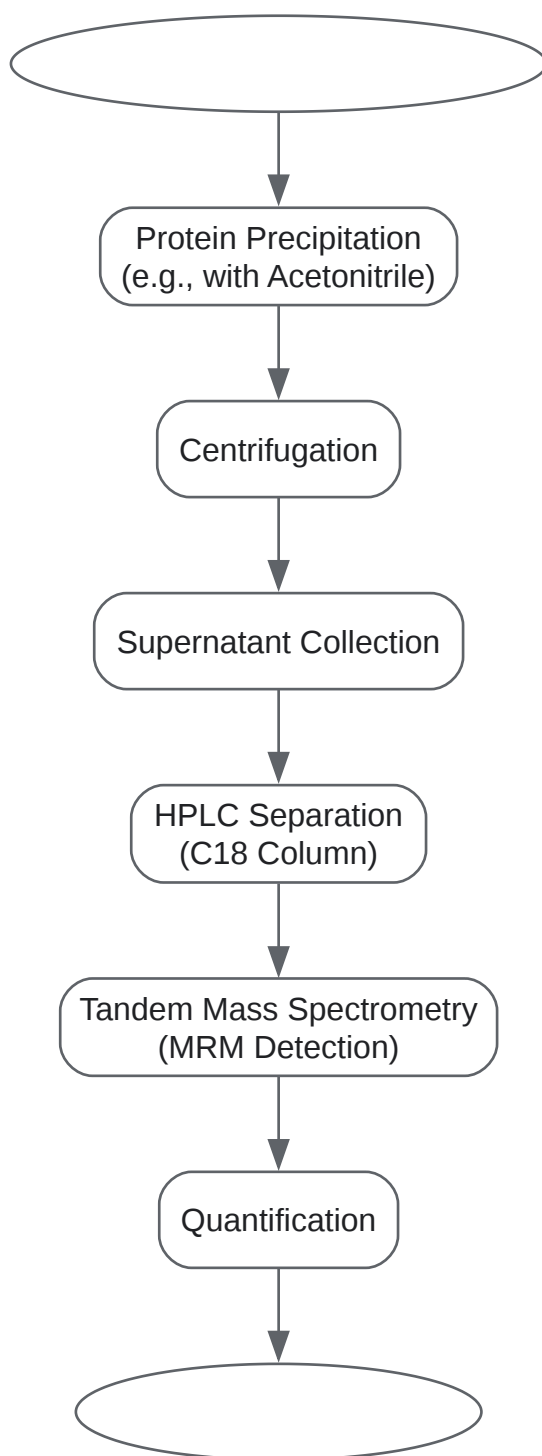 Protein Precipitation
(e.g., with Acetonitrile)
Centrifugation
Supernatant Collection
HPLC Separation
(C18 Column)
Tandem Mass Spectrometry
(MRM Detection)
Quantification